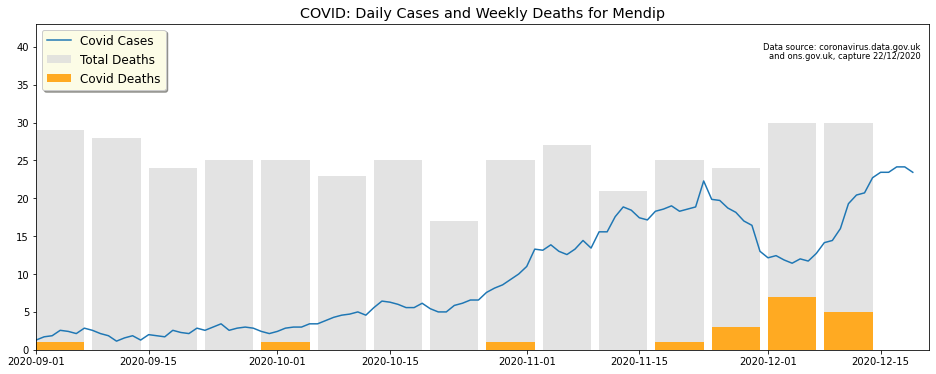 COVID: Daily Cases and Weekly Deaths for Mendip
Covid Cases
Total Deaths
Covid Deaths
Data source: coronavirus.data.gov.uk
and ons.gov.uk, capture 22/12/2020
40
35
30
25
20
15
10
5
0
2020-09-01
2020-09-15
2020-10-01
2020-10-15
2020-11-01
2020-11-15
2020-12-01
2020-12-15